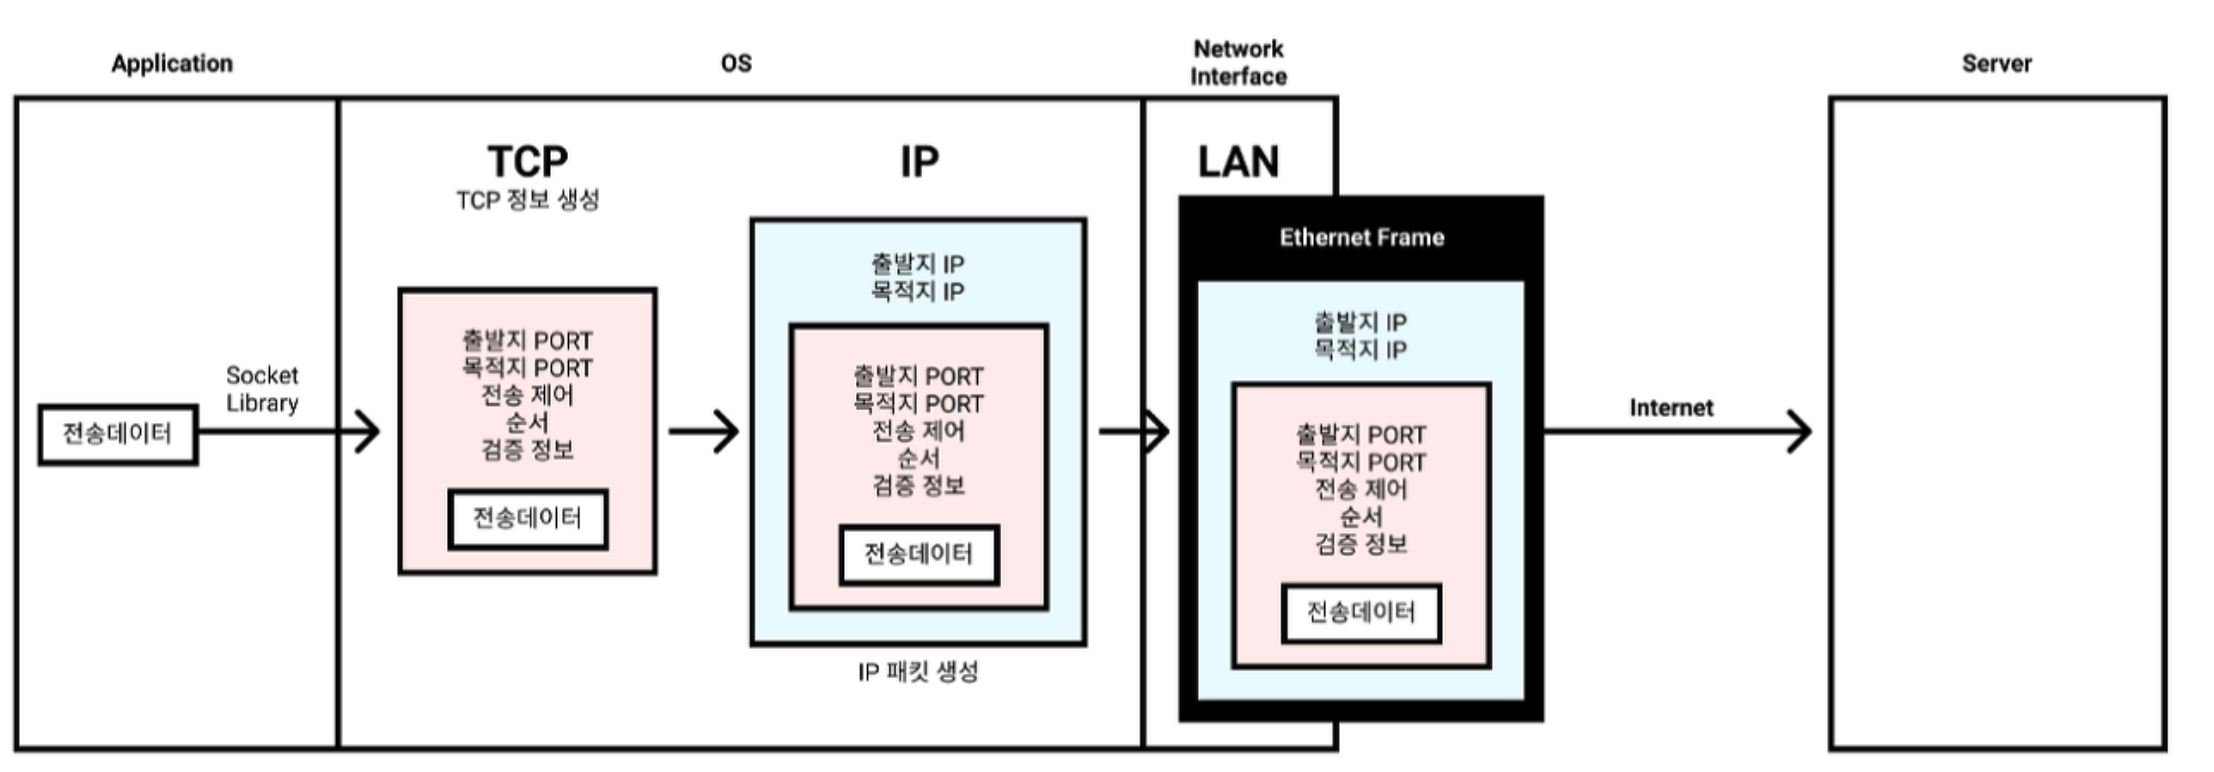 Application
OS
Network
Interface
Server
TCP
TCP 정보 생성
IP
LAN
Ethernet Frame
전송데이터
Socket
Library
출발지 PORT
목적지 PORT
전송 제어
순서
검증 정보
전송데이터
출발지 IP
목적지 IP
출발지 PORT
목적지 PORT
전송 제어
순서
검증 정보
전송데이터
IP 패킷 생성
출발지 IP
목적지 IP
출발지 PORT
목적지 PORT
전송 제어
순서
검증 정보
전송데이터
Internet